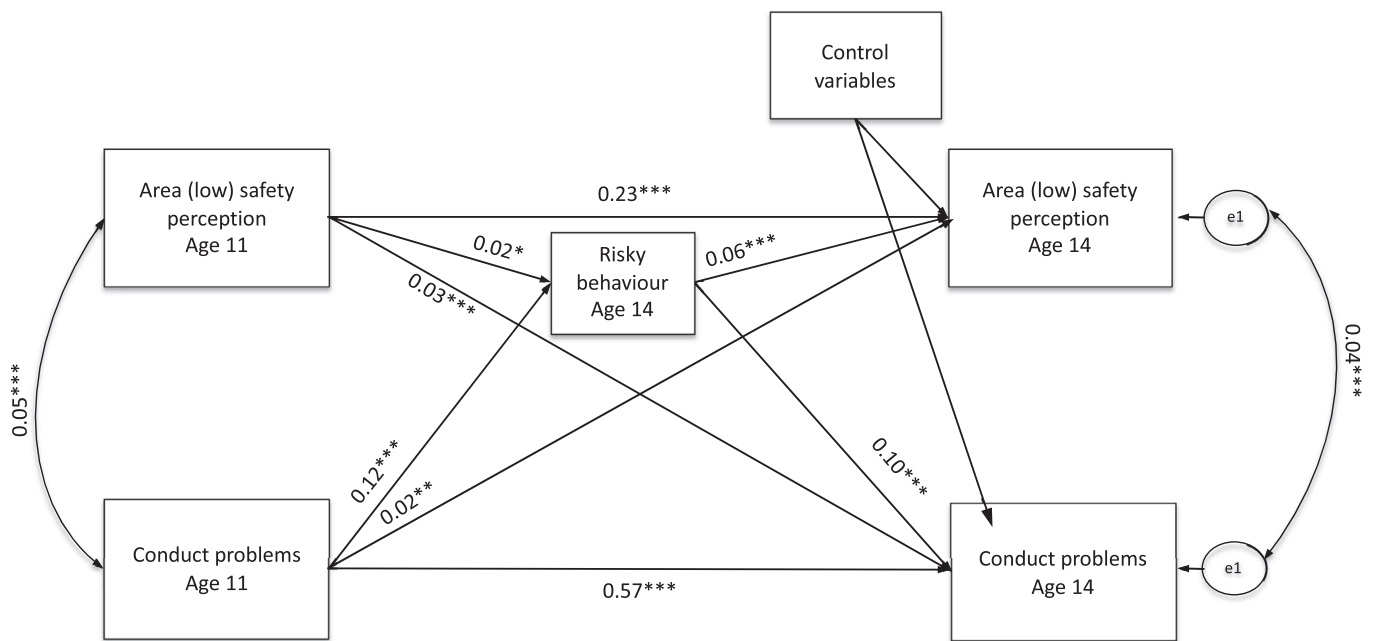 Control
variables
Area (low) safety
perception
Age 11
0.23***
Area (low) safety
perception
Age 14
e1
0.02*
Risky
behaviour
Age 14
0.06***
0.03***
0.05***
0.04***
0.12***
0.02**
0.10***
Conduct problems
Age 11
0.57***
Conduct problems
Age 14
e1